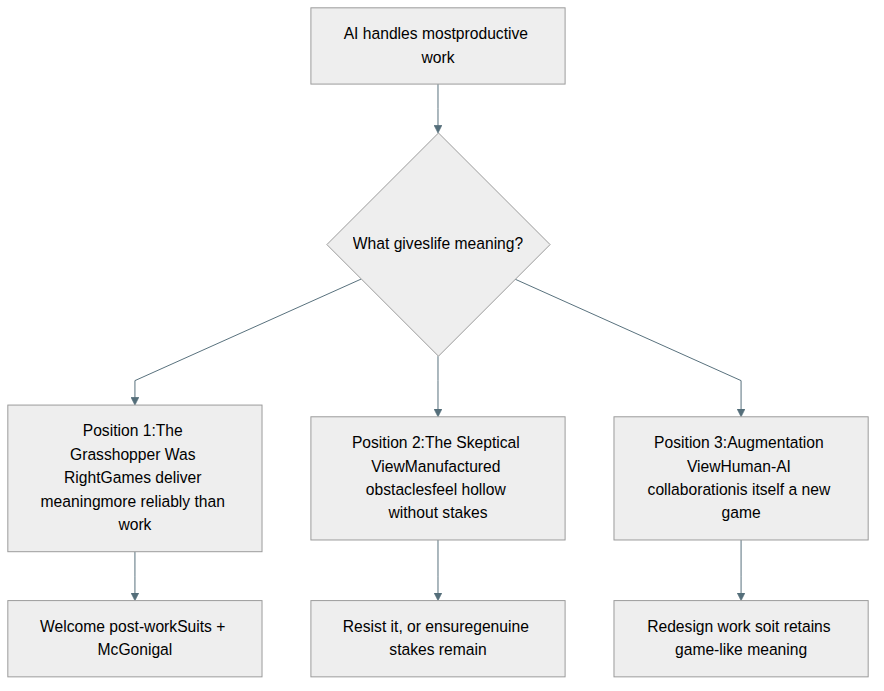 AI handles mostproductive
work
What giveslife meaning?
Position 1:The
Grasshopper Was
RightGames deliver
meaningmore reliably than
work
Position 2:The Skeptical
ViewManufactured
obstaclesfeel hollow
without stakes
Position 3:Augmentation
ViewHuman-AI
collaborationis itself a new
game
Welcome post-workSuits +
McGonigal
Resist it, or ensuregenuine
stakes remain
Redesign work soit retains
game-like meaning